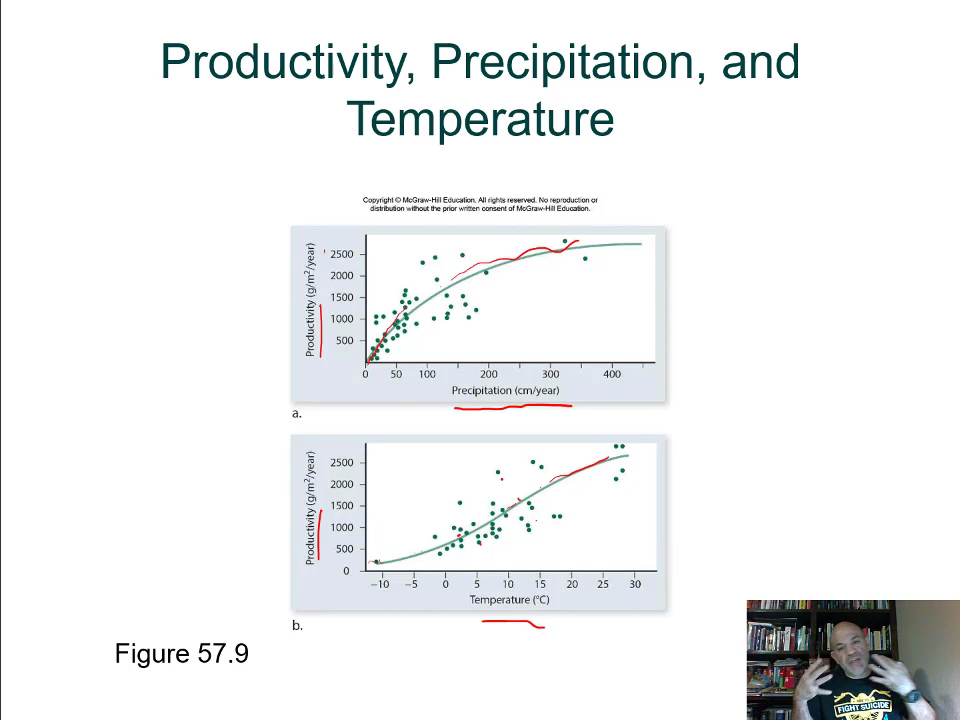 Productivity, Precipitation, and
Temperature
Copyright © McGraw-Hill Education. All rights reserved. No reproduction or
distribution without the prior written consent of McGraw-Hill Education.
Productivity (g/m²/year)
2500
2000
1500
1000
500
0 50 100 200 300 400
Precipitation (cm/year)
a.
Productivity (g/m²/year)
2500
2000
1500
1000
500
0
−10 −5 0 5 10 15 20 25 30
Temperature (°C)
b.
Figure 57.9
FIGHT SUICIDE